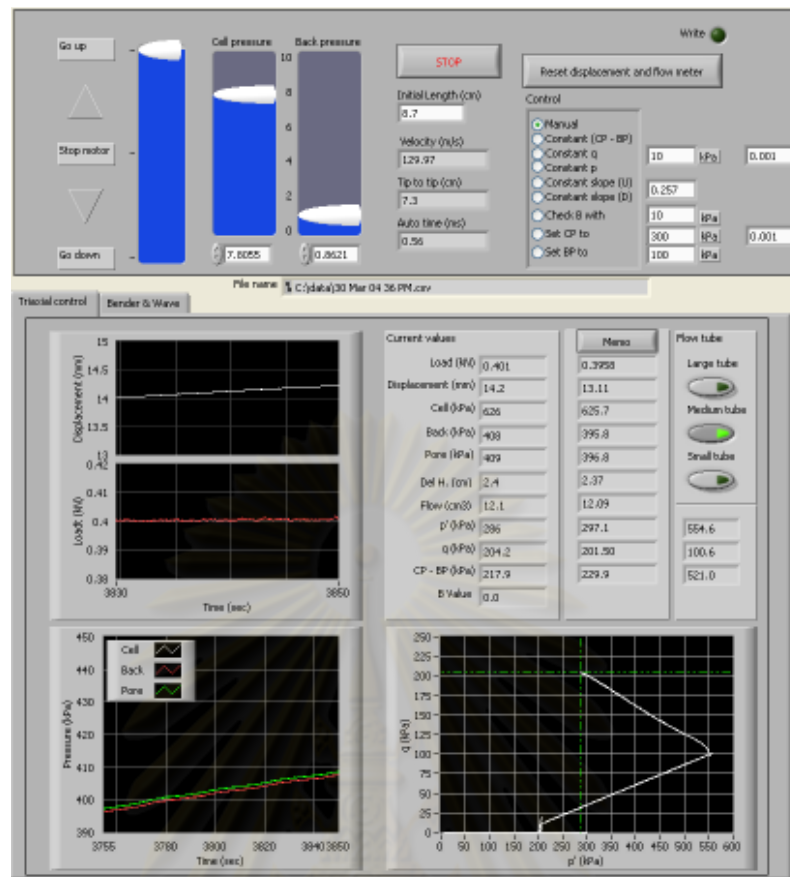 Write
Go up
Cell pressure
Back pressure
10
8
6
4
2
0
STOP
Reset displacement and flow meter
Initial Length (cm)
8.7
Control
Manual
Constant (CP - BP)
Constant q
Constant p
Constant slope (U)
Constant slope (D)
Check B with
Set CP to
Set BP to
10 kPa 0.001
0.257
10 kPa
300 kPa 0.001
100 kPa
Stop motor
Velocity (m/s)
129.97
Tip to tip (cm)
7.3
Auto time (ms)
0.56
Go down
7.8055
0.8621
File name C:\data\30 Mar 04 36 PM.csv
Triaxial control
Bender & Wave
Displacement (mm)
15
14.5
14
13.5
13
Load: (kN)
0.42
0.41
0.4
0.39
0.38
3830 3850
Time (sec)
Current values
Memo
Flow tube
Load (kN) 0.401 0.3958
Displacement (mm) 14.2 13.11
Cell (kPa) 626 625.7
Back (kPa) 408 395.8
Pore (kPa) 409 396.8
Del H. (cm) 2.4 2.37
Flow (cm3) 12.1 12.09
p' (kPa) 286 297.1
q (kPa) 204.2 201.50
CP - BP (kPa) 217.9 229.9
B Value 0.0
Large tube
Medium tube
Small tube
554.6
100.6
521.0
Pressure (kPa)
450
440
430
420
410
400
390
Cell
Back
Pore
3755 3780 3800 3820 3840 3850
Time (sec)
q (kPa)
250
225
200
175
150
125
100
75
50
25
0
0 50 100 150 200 250 300 350 400 450 500 550 600
p' (kPa)